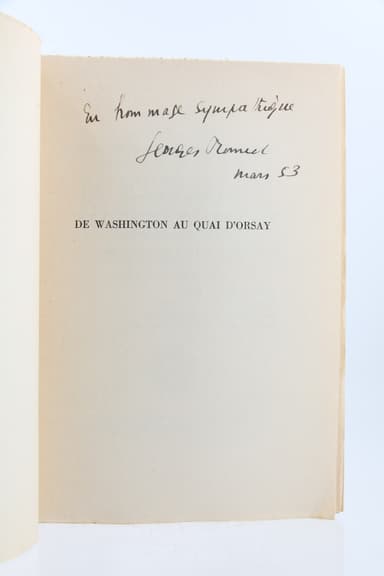 En hommage sympathique
Georges Bonnet
mars 53
DE WASHINGTON AU QUAI D'ORSAY